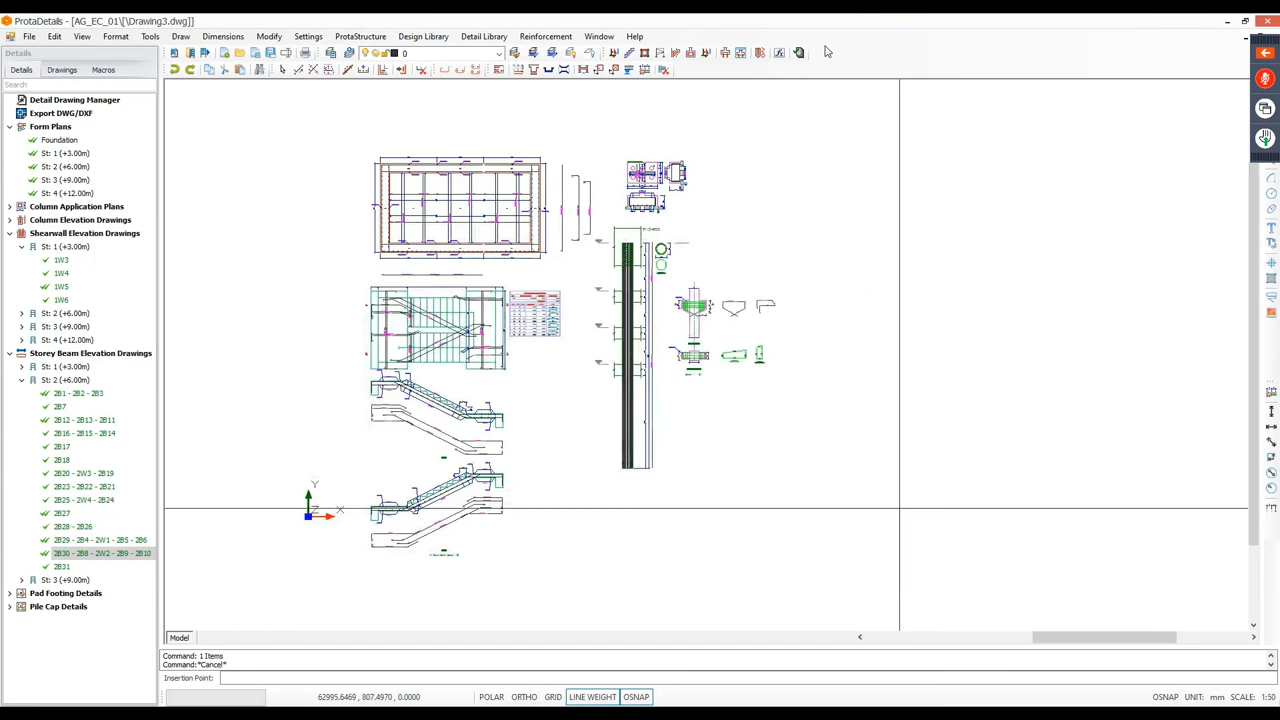 ProtaDetails - [AG_EC_01\[\Drawing3.dwg]]
File Edit View Format Tools Draw Dimensions Modify Settings ProtaStructure Design Library Detail Library Reinforcement Window Help
Details
0
Details Drawings Macros
Search
Detail Drawing Manager
Export DWG/DXF
Form Plans
Foundation
St: 1 (+3.00m)
St: 2 (+6.00m)
St: 3 (+9.00m)
St: 4 (+12.00m)
Column Application Plans
Column Elevation Drawings
Shearwall Elevation Drawings
St: 1 (+3.00m)
1W3
1W4
1W5
1W6
St: 2 (+6.00m)
St: 3 (+9.00m)
St: 4 (+12.00m)
Storey Beam Elevation Drawings
St: 1 (+3.00m)
St: 2 (+6.00m)
2B1 - 2B2 - 2B3
2B7
2B12 - 2B13 - 2B11
2B16 - 2B15 - 2B14
2B17
2B18
2B20 - 2W3 - 2B19
2B23 - 2B22 - 2B21
2B25 - 2W4 - 2B24
2B27
2B28 - 2B26
2B29 - 2B4 - 2W1 - 2B5 - 2B6
2B30 - 2B8 - 2W2 - 2B9 - 2B10
2B31
St: 3 (+9.00m)
Pad Footing Details
Pile Cap Details
Y
Z
X
Model
Command: 1 Items
Command:*Cancel*
Insertion Point:
62995.6469, 807.4970, 0.0000
POLAR ORTHO GRID LINE WEIGHT OSNAP
OSNAP UNIT: mm SCALE: 1:50